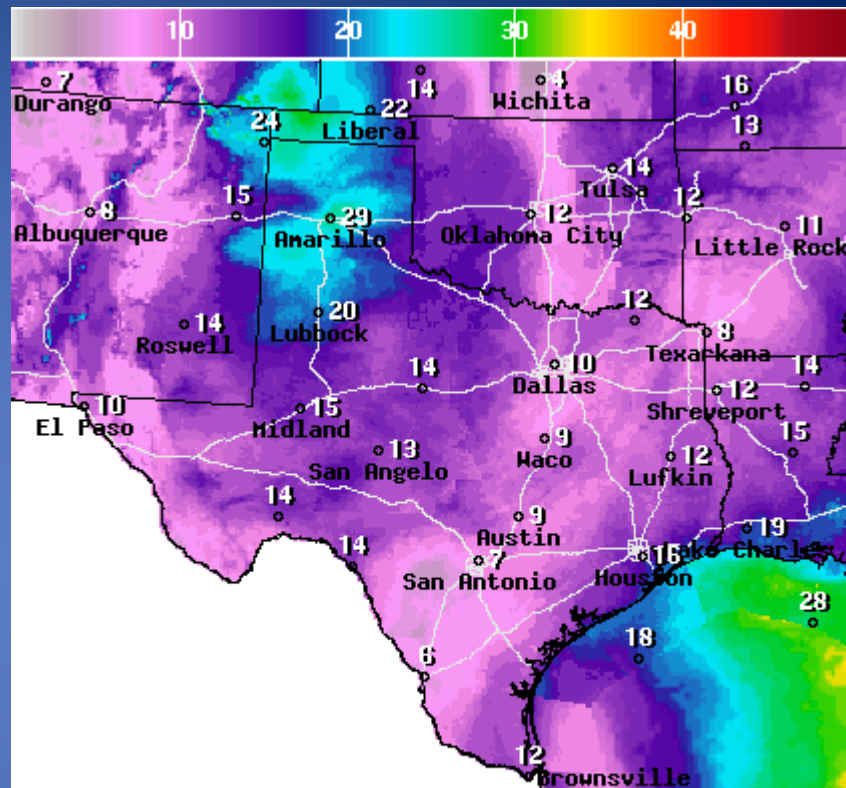 10 20 30 40
7
Durango
14
4
Wichita
16
22
Liberal
24
13
14
Tulsa
8
Albuquerque
15
29
Amarillo
12
Oklahoma City
12
11
Little Rock
14
Roswell
20
Lubbock
12
8
Texarkana
10
Dallas
10
El Paso
15
Midland
14
12
Shreveport
14
13
San Angelo
9
Waco
12
Lufkin
15
14
9
Austin
19
Lake Charles
14
7
San Antonio
16
Houston
28
18
6
12
Brownsville